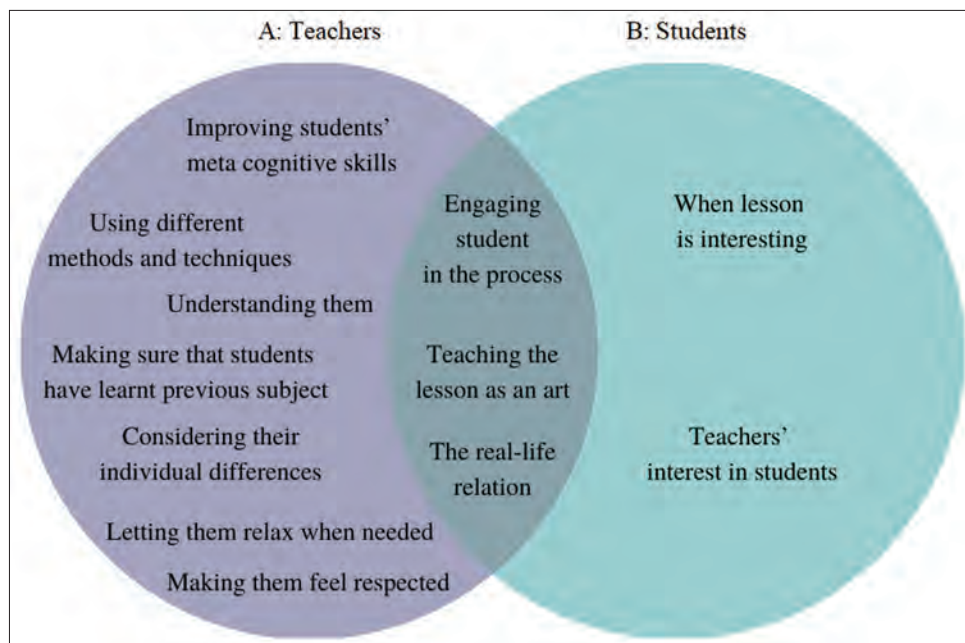 A: Teachers
B: Students
Improving students’
meta cognitive skills
Using different
methods and techniques
Understanding them
Making sure that students
have learnt previous subject
Considering their
individual differences
Letting them relax when needed
Making them feel respected
Engaging
student
in the process
Teaching the
lesson as an art
The real-life
relation
When lesson
is interesting
Teachers’
interest in students